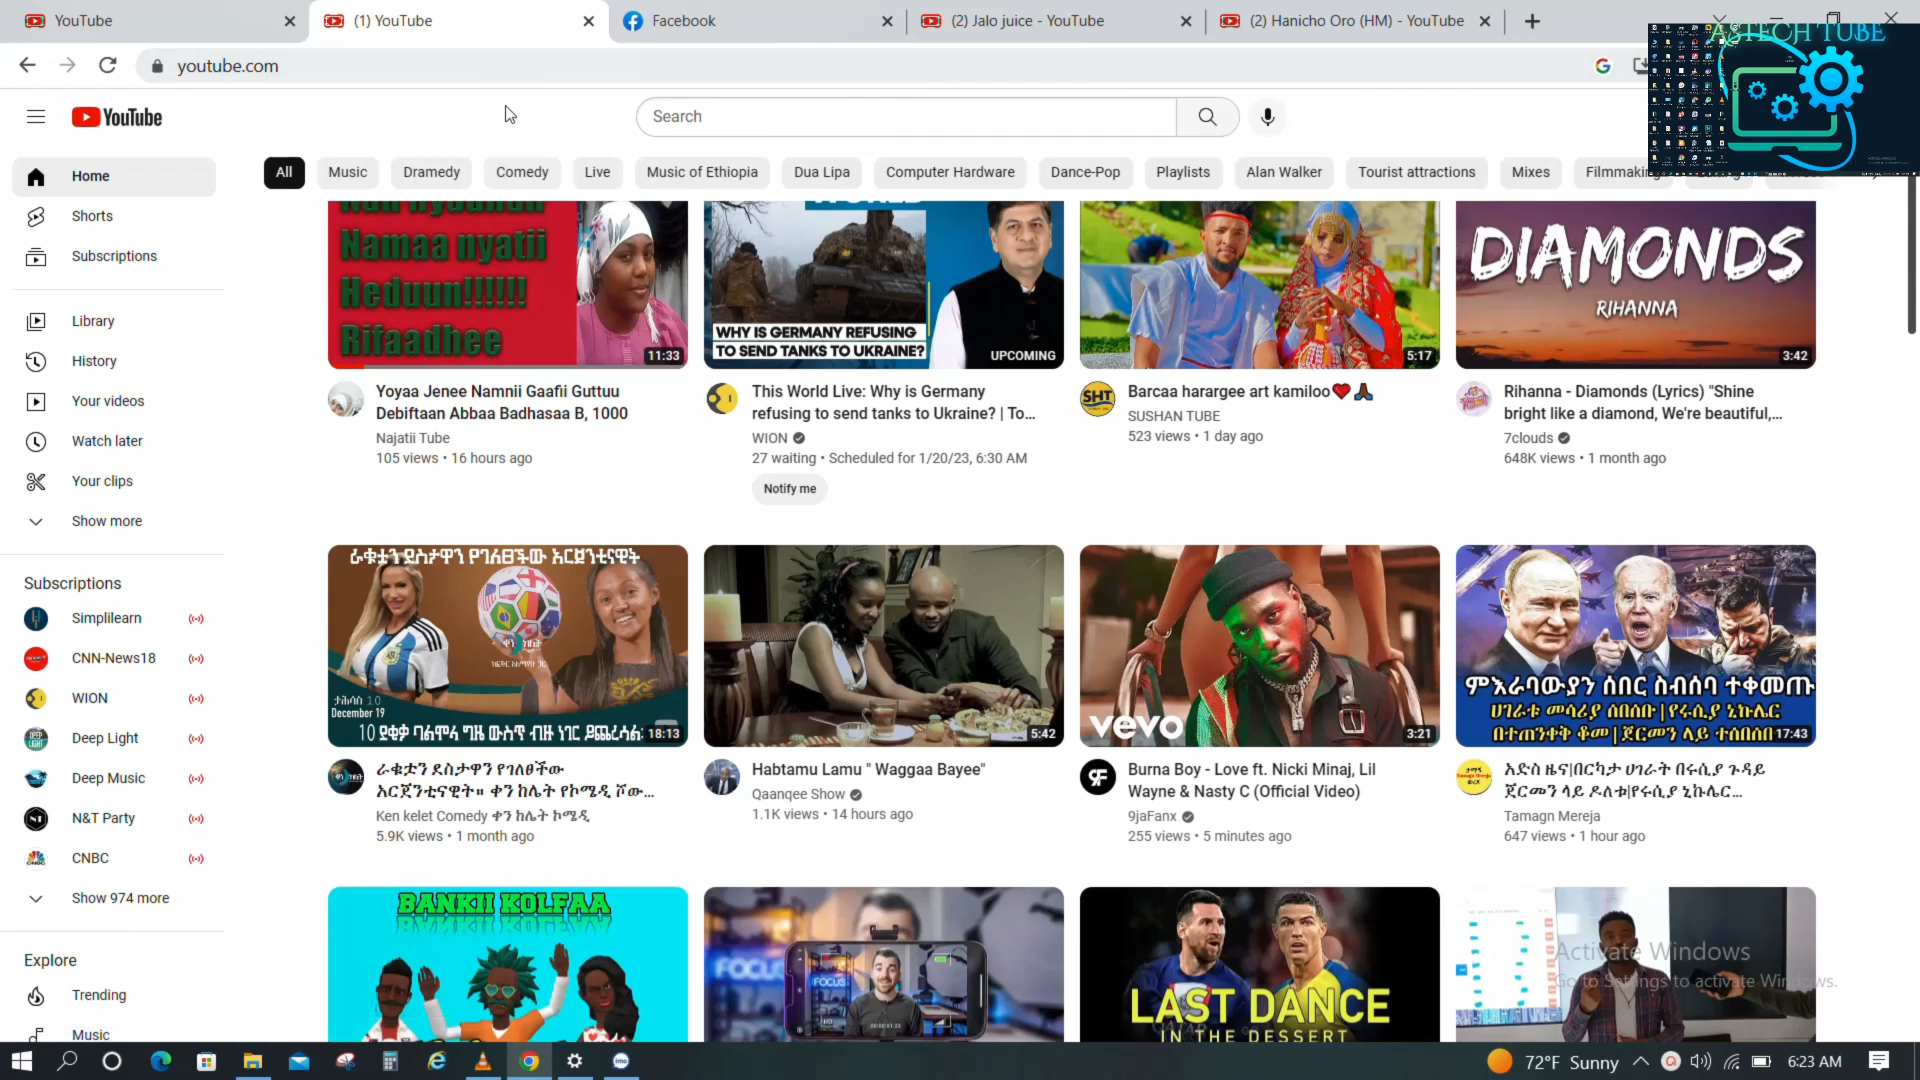 YouTube
(1) YouTube
Facebook
(2) Jalo juice - YouTube
(2) Hanicho Oro (HM) - YouTube
youtube.com
ASTECH TUBE
YouTube
Search
Home
Shorts
Subscriptions
Library
History
Your videos
Watch later
Your clips
Show more
Subscriptions
Simplilearn
CNN-News18
WION
Deep Light
Deep Music
N&T Party
CNBC
Show 974 more
Explore
Trending
Music
All
Music
Dramedy
Comedy
Live
Music of Ethiopia
Dua Lipa
Computer Hardware
Dance-Pop
Playlists
Alan Walker
Tourist attractions
Mixes
Namaa nyatii
Heduun!!!!!!
Rifaadhee
11:33
Yoyaa Jenee Namnii Gaafii Guttuu
Debiftaan Abbaa Badhasaa B, 1000
Najatii Tube
105 views • 16 hours ago
WORLD
WHY IS GERMANY REFUSING
TO SEND TANKS TO UKRAINE?
UPCOMING
This World Live: Why is Germany
refusing to send tanks to Ukraine? | To...
WION
27 waiting • Scheduled for 1/20/23, 6:30 AM
Notify me
5:17
SHT
Barcaa harargee art kamiloo❤️🙏🏾
SUSHAN TUBE
523 views • 1 day ago
DIAMONDS
RIHANNA
3:42
Rihanna - Diamonds (Lyrics) "Shine
bright like a diamond, We're beautiful,...
7clouds
648K views • 1 month ago
ራቁቷን ደስታዋን የገለፀችው አርጀንቲናዊት
ታሕሳስ 10
December 19
10 ደቂቃ ባልሞላ ግዜ ውስጥ ብዙ ነገር ይጨረሳል:
18:13
ራቁቷን ደስታዋን የገለፀችው
አርጀንቲናዊት። ቀን ከሌት የኮሜዲ ሾው...
Ken kelet Comedy ቀን ከሌት ኮሜዲ
5.9K views • 1 month ago
5:42
Habtamu Lamu " Waggaa Bayee"
Qaanqee Show
1.1K views • 14 hours ago
vevo
3:21
Burna Boy - Love ft. Nicki Minaj, Lil
Wayne & Nasty C (Official Video)
9jaFanx
255 views • 5 minutes ago
ምእራባውያን ሰበር ስብሰባ ተቀመጡ
ሀገራቱ መሳሪያ ሰበሰቡ|የሩሲያ ኒኩሌር
በተጠንቀቅ ቆመ|ጀርመን ላይ ተሰበሰበ
17:43
አድስ ዜና|በርካታ ሀገራት በሩሲያ ጉዳይ
ጀርመን ላይ ዶለቱ|የሩሲያ ኒኩሌር...
Tamagn Mereja
647 views • 1 hour ago
BANKII KOLFAA
FOCUS
LAST DANCE
IN THE DESSERT
Activate Windows
Go to Settings to activate Windows.
72°F Sunny
6:23 AM